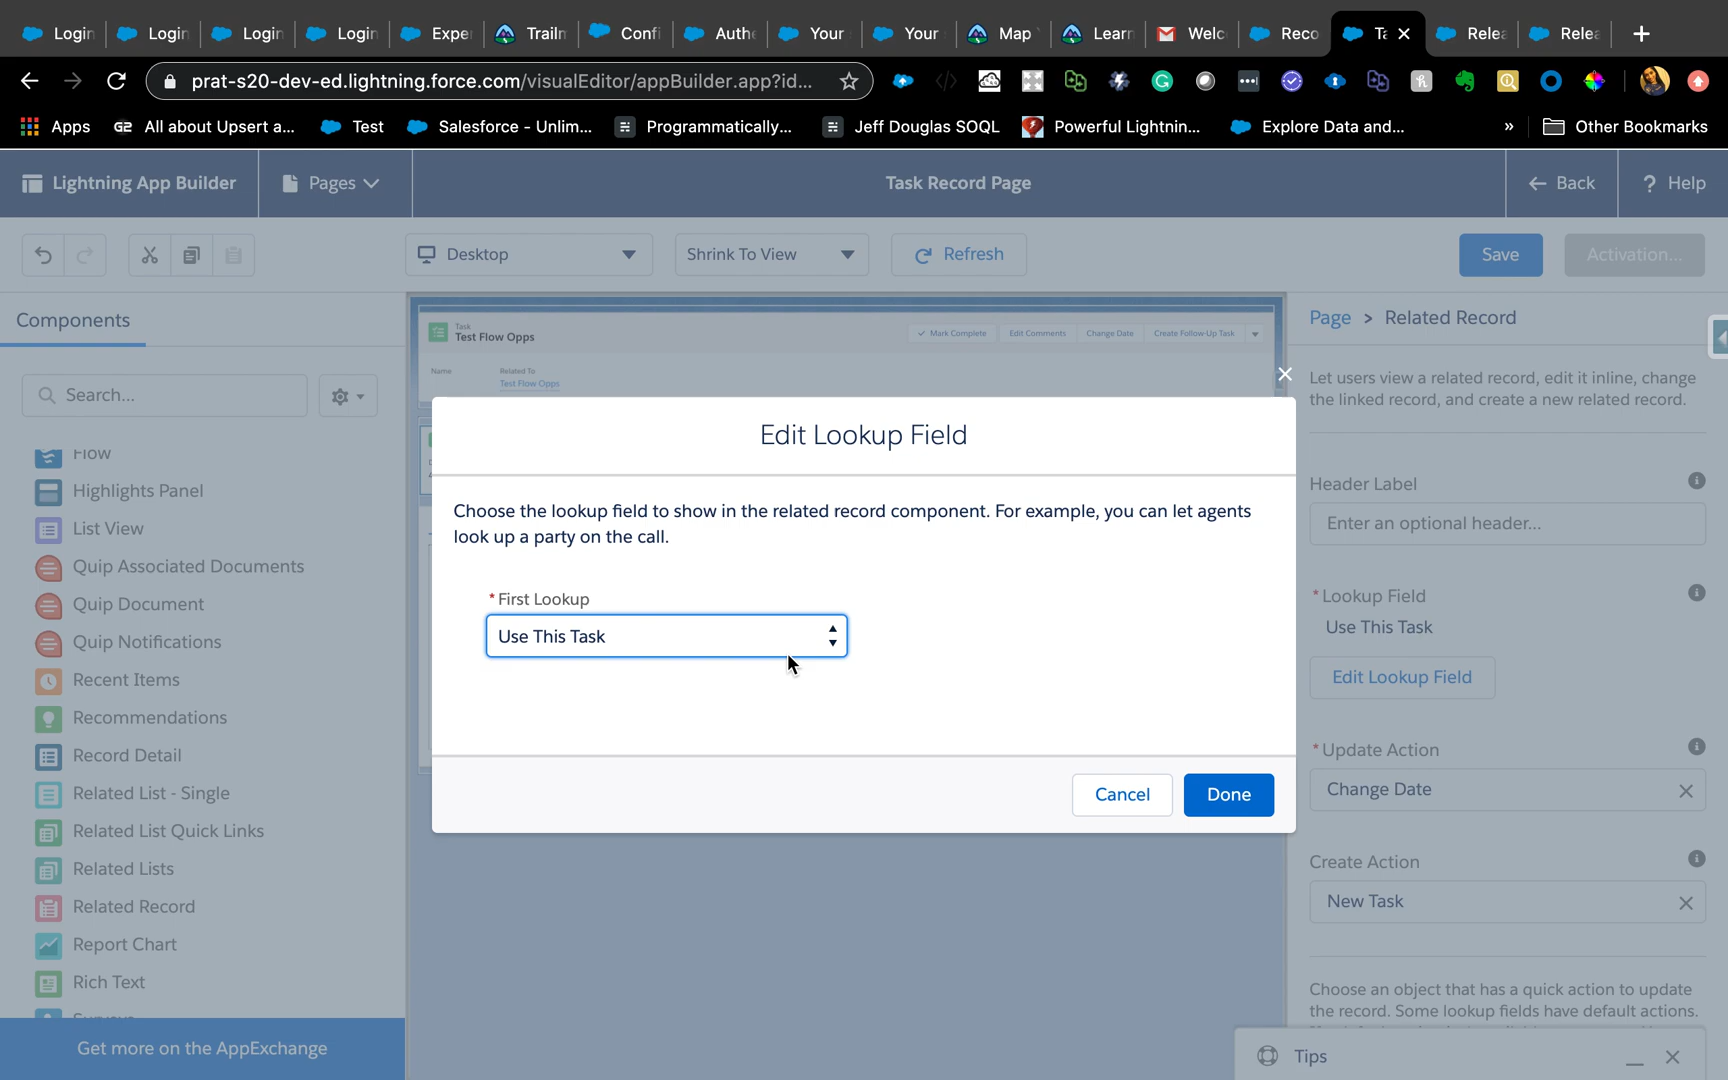 Login
Login
Login
Login
Exper
Trailh
Confi
Authe
Your
Your
Map
Learn
Welc
Reco
Ta
Relea
Relea
prat-s20-dev-ed.lightning.force.com/visualEditor/appBuilder.app?id...
Apps
All about Upsert a...
Test
Salesforce - Unlim...
Programmatically...
Jeff Douglas SOQL
Powerful Lightnin...
Explore Data and...
»
Other Bookmarks
Lightning App Builder
Pages
Task Record Page
Back
? Help
Desktop
Shrink To View
Refresh
Save
Activation...
Components
Search...
Flow
Highlights Panel
List View
Quip Associated Documents
Quip Document
Quip Notifications
Recent Items
Recommendations
Record Detail
Related List - Single
Related List Quick Links
Related Lists
Related Record
Report Chart
Rich Text
Get more on the AppExchange
Task
Test Flow Opps
Mark Complete
Edit Comments
Change Date
Create Follow-Up Task
Name
Related To
Test Flow Opps
Edit Lookup Field
Choose the lookup field to show in the related record component. For example, you can let agents
look up a party on the call.
* First Lookup
Use This Task
Cancel
Done
Page > Related Record
Let users view a related record, edit it inline, change
the linked record, and create a new related record.
Header Label
Enter an optional header...
* Lookup Field
Use This Task
Edit Lookup Field
* Update Action
Change Date
Create Action
New Task
Choose an object that has a quick action to update
the record. Some lookup fields have default actions.
Tips